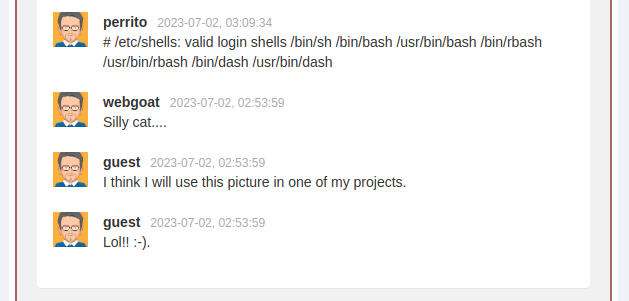 perrito 2023-07-02, 03:09:34
# /etc/shells: valid login shells /bin/sh /bin/bash /usr/bin/bash /bin/rbash
/usr/bin/rbash /bin/dash /usr/bin/dash
webgoat 2023-07-02, 02:53:59
Silly cat....
guest 2023-07-02, 02:53:59
I think I will use this picture in one of my projects.
guest 2023-07-02, 02:53:59
Lol!! :-).